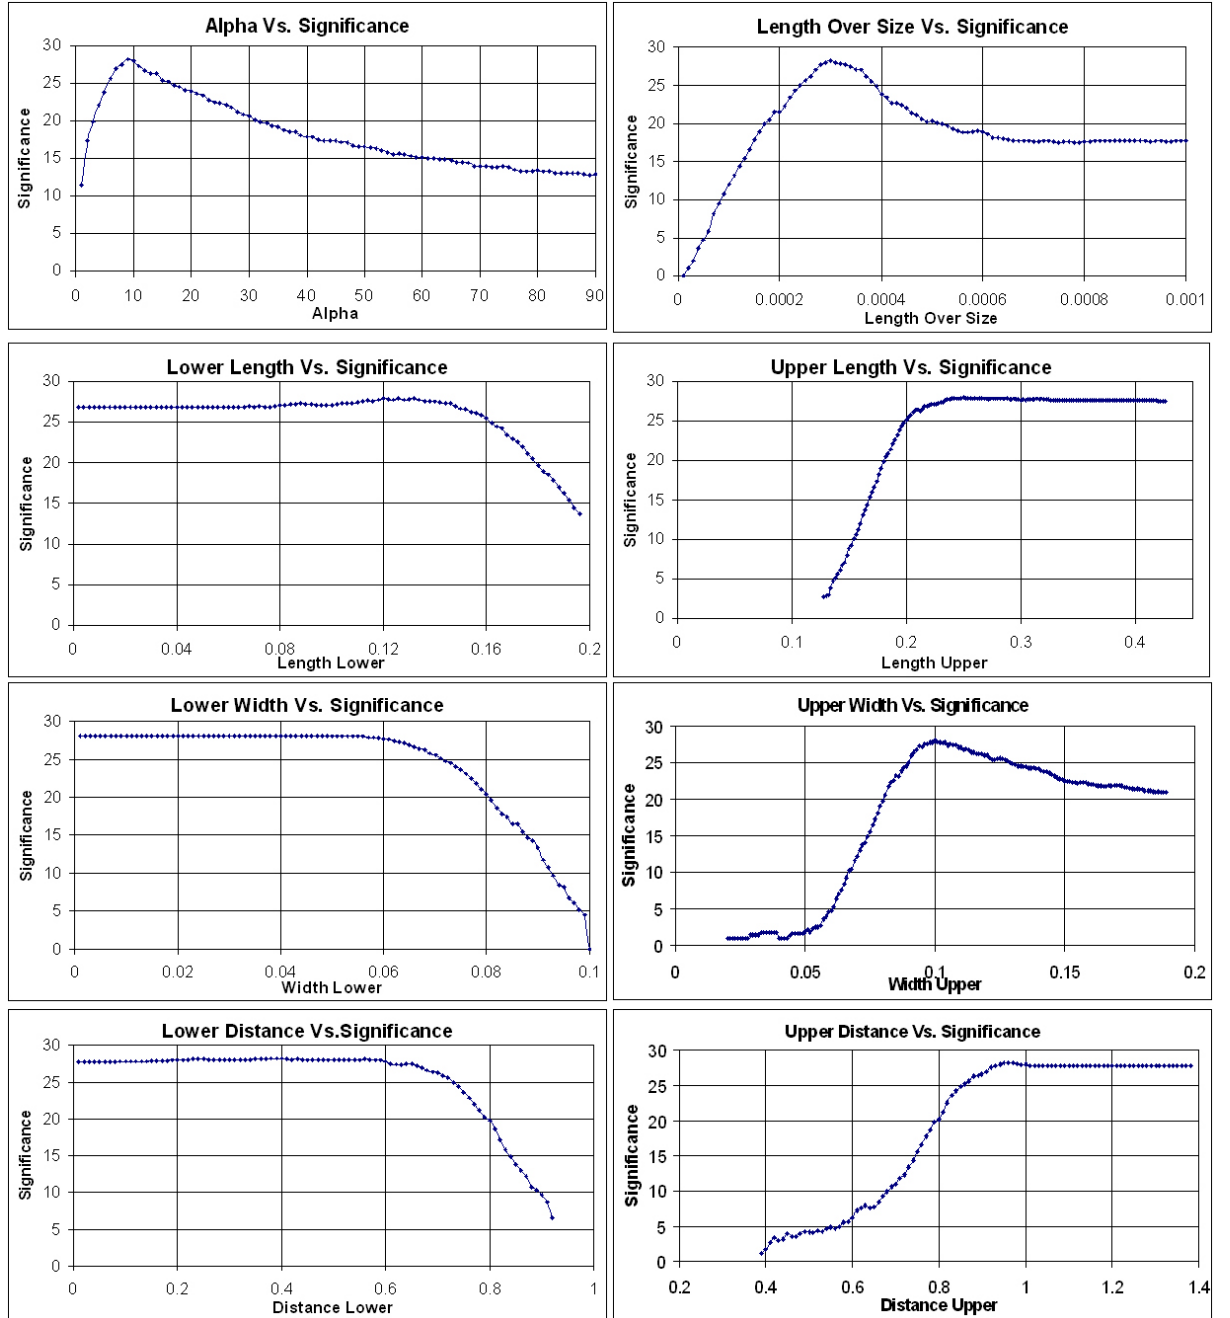 Alpha Vs. Significance
30
25
20
15
10
5
0
Significance
0 10 20 30 40 50 60 70 80 90
Alpha
Length Over Size Vs. Significance
30
25
20
15
10
5
0
Significance
0 0.0002 0.0004 0.0006 0.0008 0.001
Length Over Size
Lower Length Vs. Significance
30
25
20
15
10
5
0
Significance
0 0.04 0.08 0.12 0.16 0.2
Length Lower
Upper Length Vs. Significance
30
25
20
15
10
5
0
Significance
0 0.1 0.2 0.3 0.4
Length Upper
Lower Width Vs. Significance
30
25
20
15
10
5
0
Significance
0 0.02 0.04 0.06 0.08 0.1
Width Lower
Upper Width Vs. Significance
30
25
20
15
10
5
0
Significance
0 0.05 0.1 0.15 0.2
Width Upper
Lower Distance Vs.Significance
30
25
20
15
10
5
0
Significance
0 0.2 0.4 0.6 0.8 1
Distance Lower
Upper Distance Vs. Significance
30
25
20
15
10
5
0
Significance
0.2 0.4 0.6 0.8 1 1.2 1.4
Distance Upper